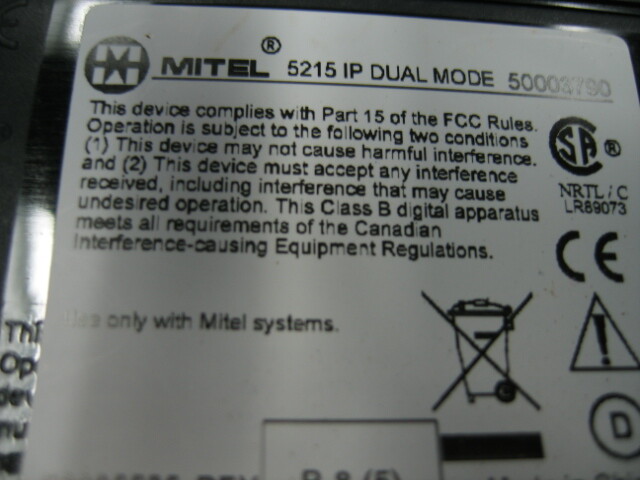 MITEL ® 5215 IP DUAL MODE 50003790
This device complies with Part 15 of the FCC Rules.
Operation is subject to the following two conditions
(1) This device may not cause harmful interference.
and (2) This device must accept any interference
received, including interference that may cause
undesired operation. This Class B digital apparatus
meets all requirements of the Canadian
Interference-causing Equipment Regulations.
SA ®
NRTL / C
LR89073
CE
Use only with Mitel systems.
D